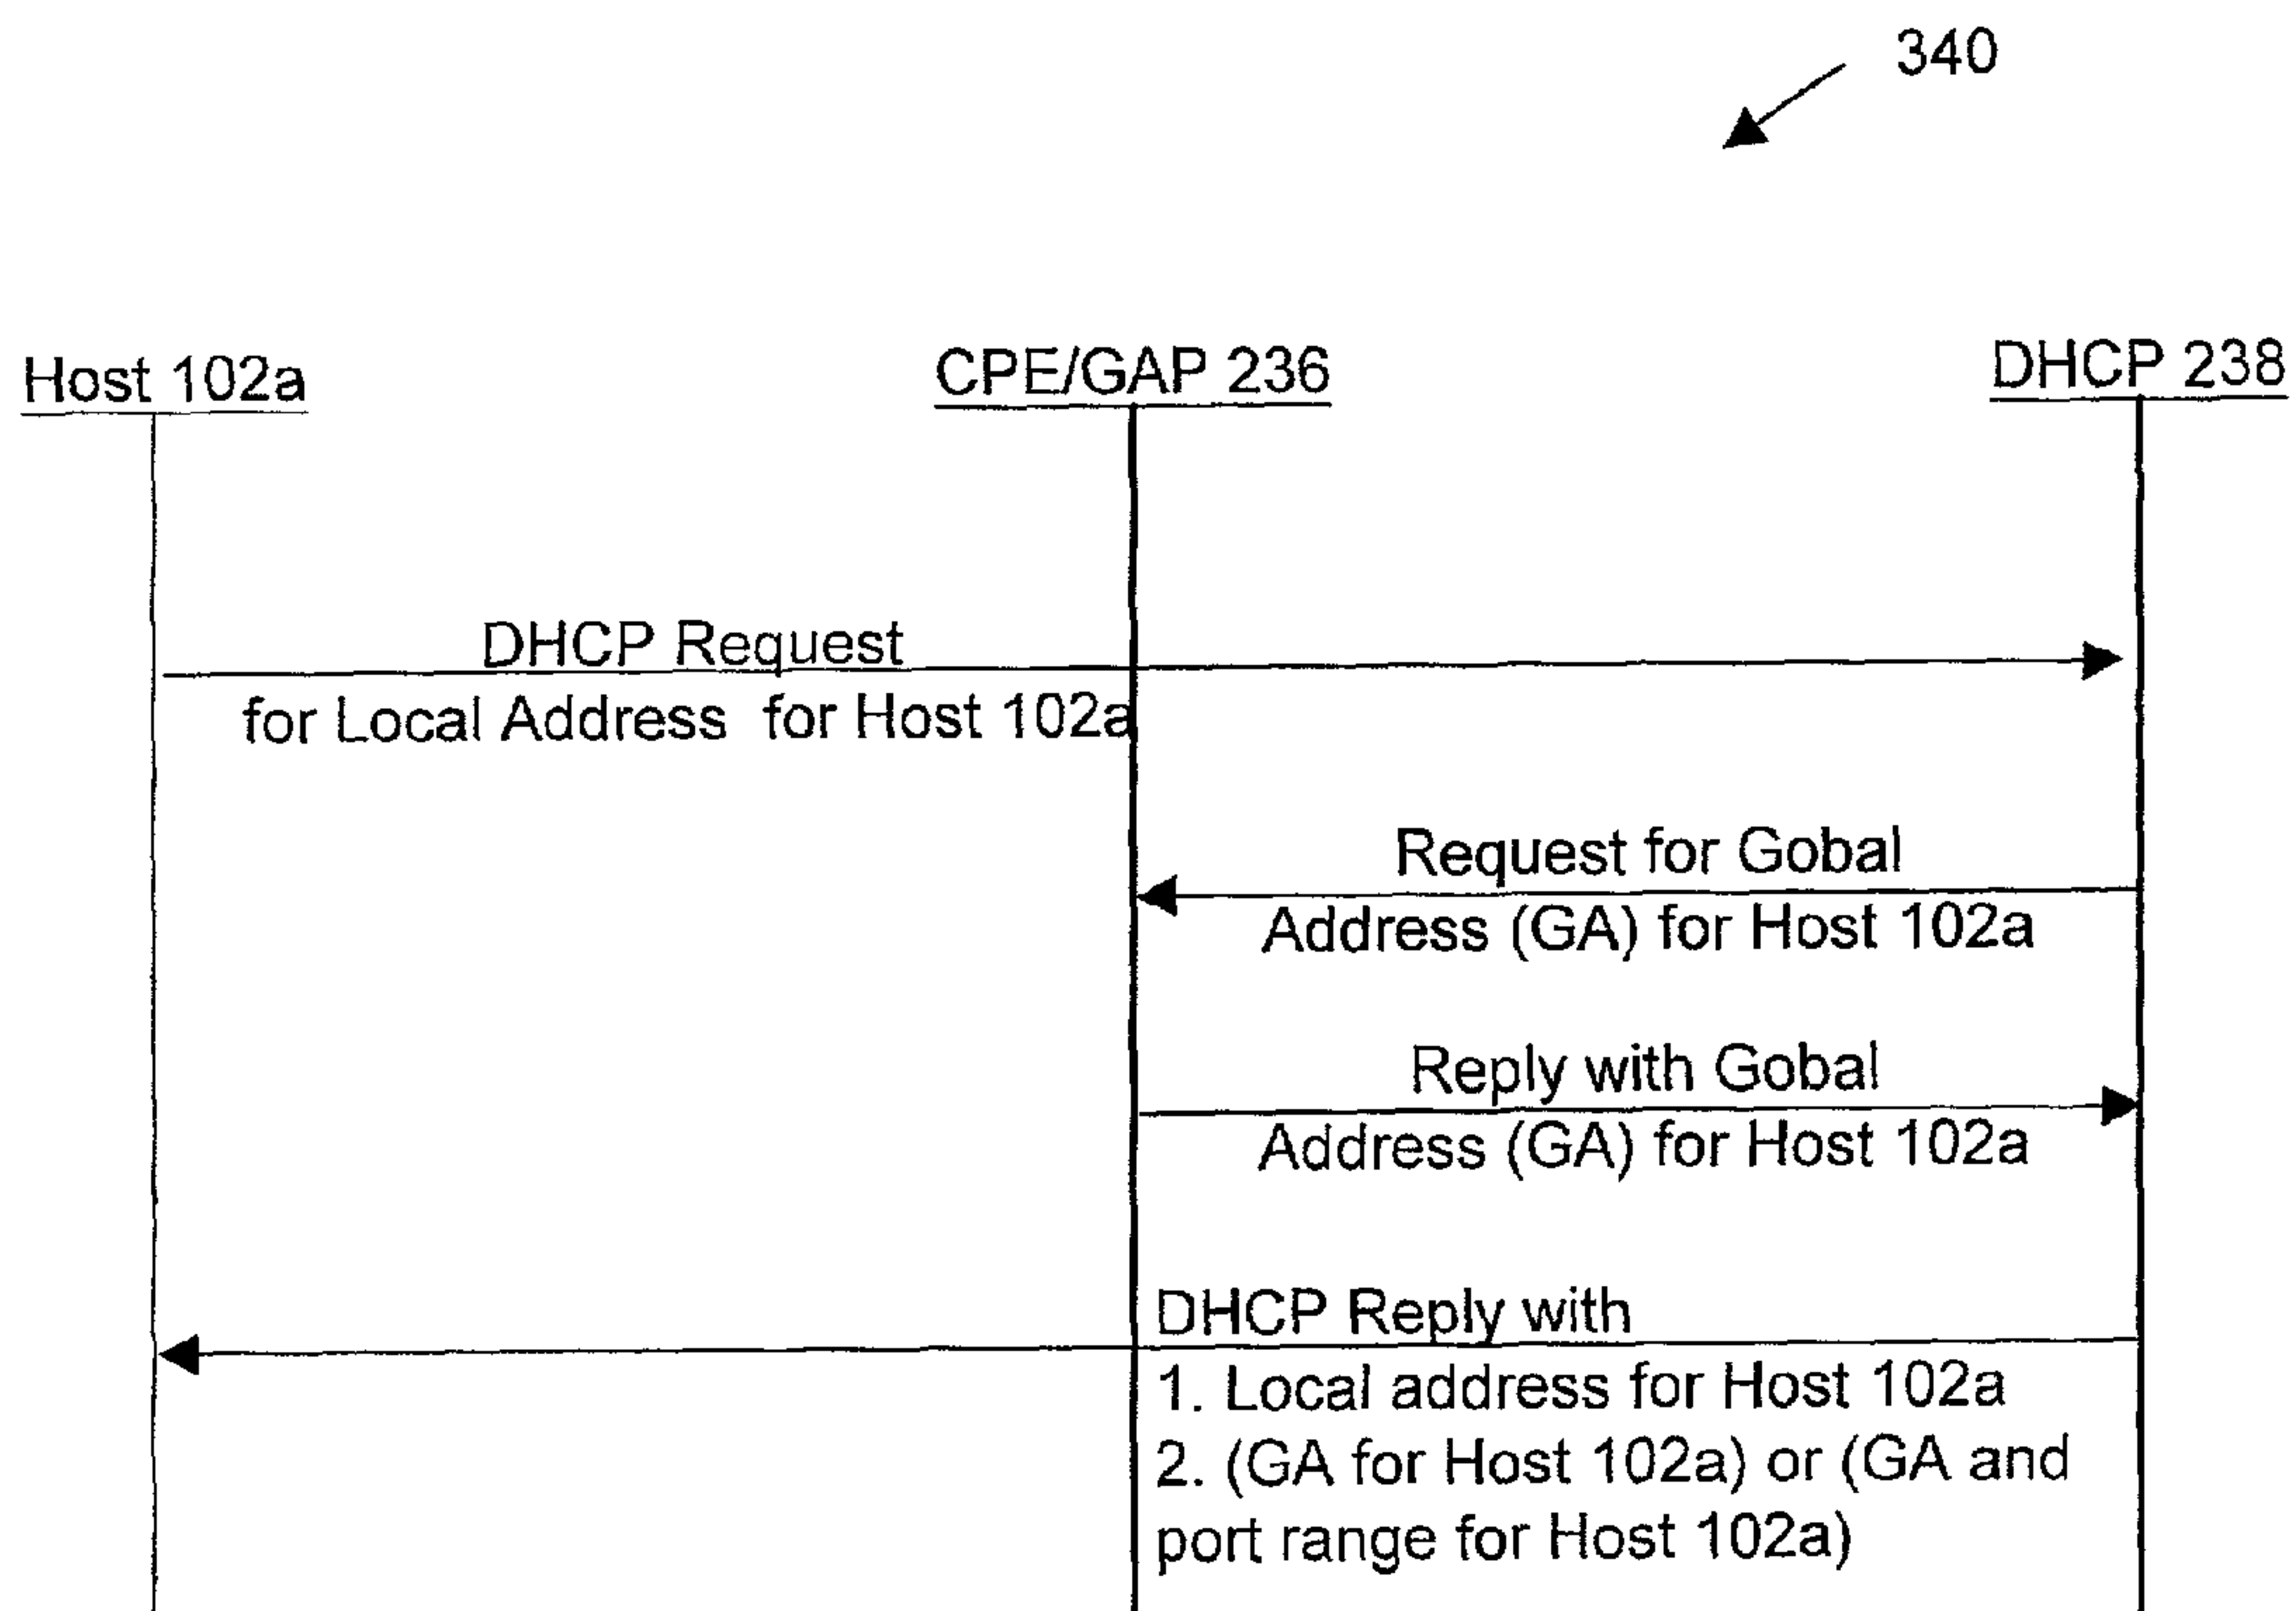 340
Host 102a
CPE/GAP 236
DHCP 238
DHCP Request
for Local Address for Host 102a
Request for Gobal
Address (GA) for Host 102a
Reply with Gobal
Address (GA) for Host 102a
DHCP Reply with
1. Local address for Host 102a
2. (GA for Host 102a) or (GA and
port range for Host 102a)